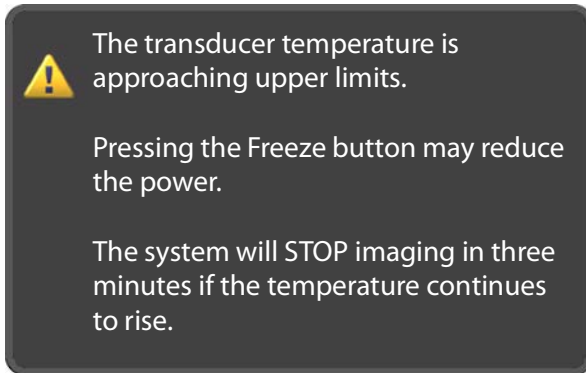 The transducer temperature is
approaching upper limits.
Pressing the Freeze button may reduce
the power.
The system will STOP imaging in three
minutes if the temperature continues
to rise.